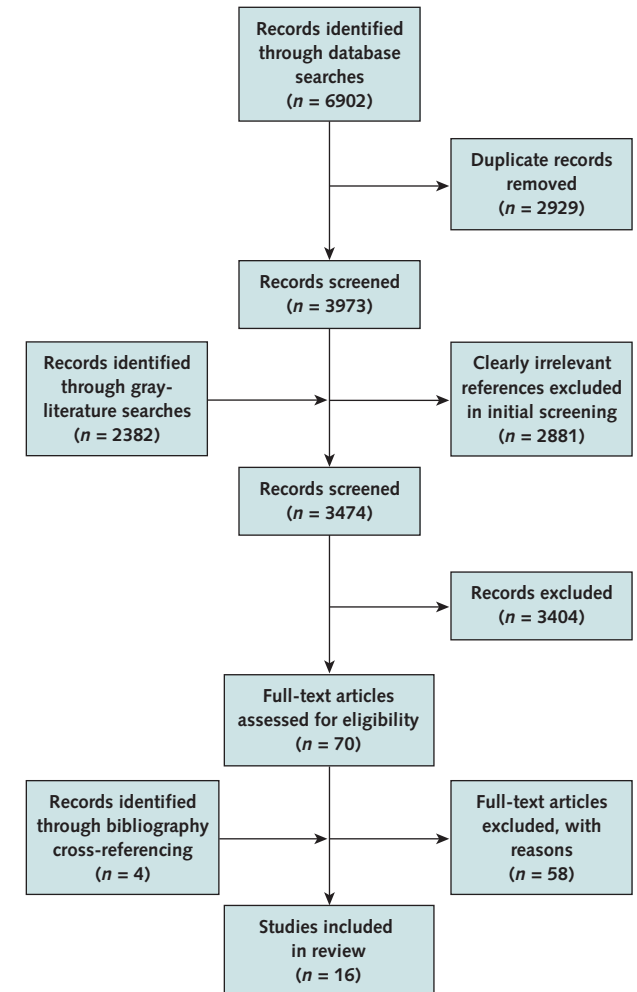 Records identified
through database
searches
(n = 6902)
Duplicate records
removed
(n = 2929)
Records screened
(n = 3973)
Records identified
through gray-
literature searches
(n = 2382)
Clearly irrelevant
references excluded
in initial screening
(n = 2881)
Records screened
(n = 3474)
Records excluded
(n = 3404)
Full-text articles
assessed for eligibility
(n = 70)
Records identified
through bibliography
cross-referencing
(n = 4)
Full-text articles
excluded, with
reasons
(n = 58)
Studies included
in review
(n = 16)